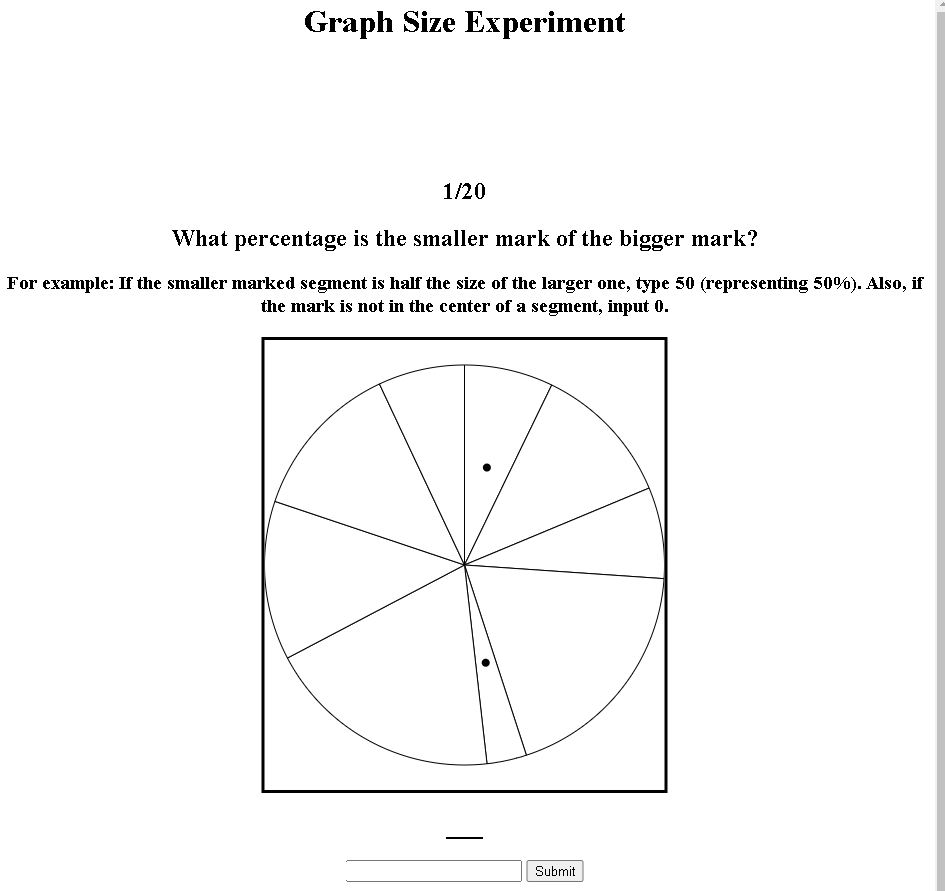 Graph Size Experiment
1/20
What percentage is the smaller mark of the bigger mark?
For example: If the smaller marked segment is half the size of the larger one, type 50 (representing 50%). Also, if
the mark is not in the center of a segment, input 0.
Submit